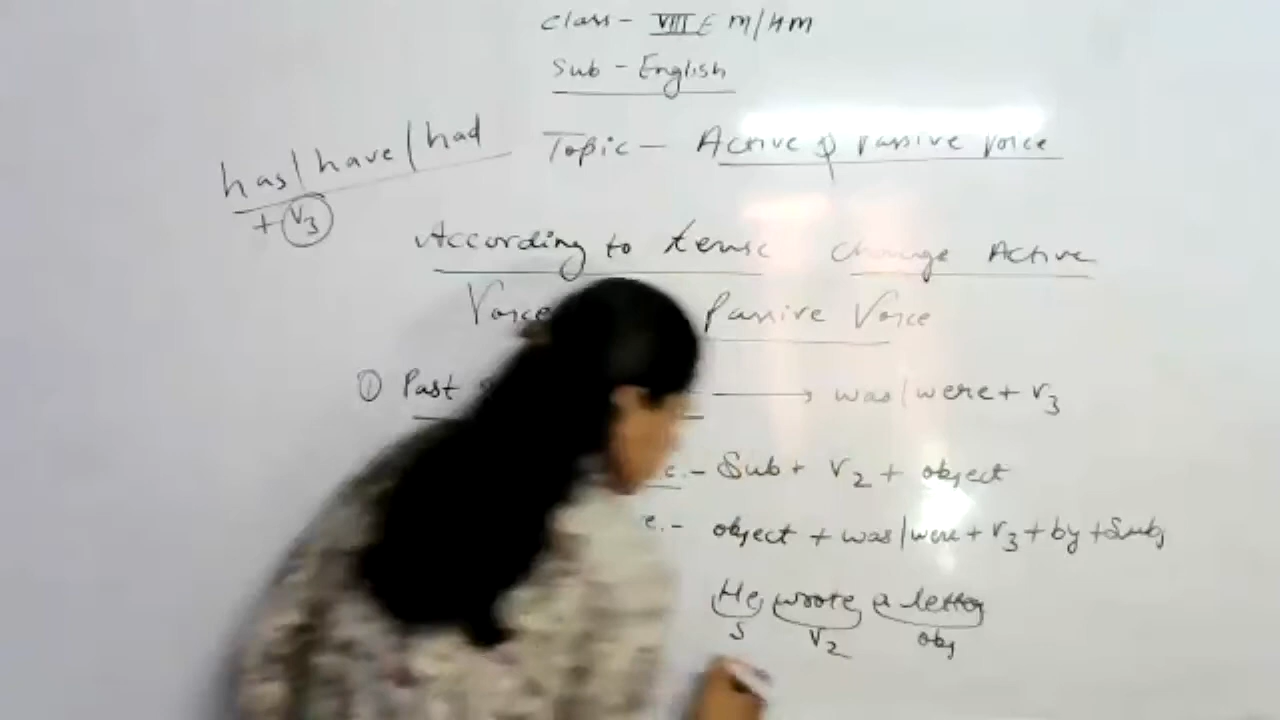 Class - VIII E M/HM
Sub - English
Topic - Active & Passive Voice
has/have/had
+ V3
According to tense change Active
Voice Passive Voice
① Past → was/were + V3
Sub + V2 + object
object + was/were + V3 + by + Subj
He wrote a letter
S V2 obj